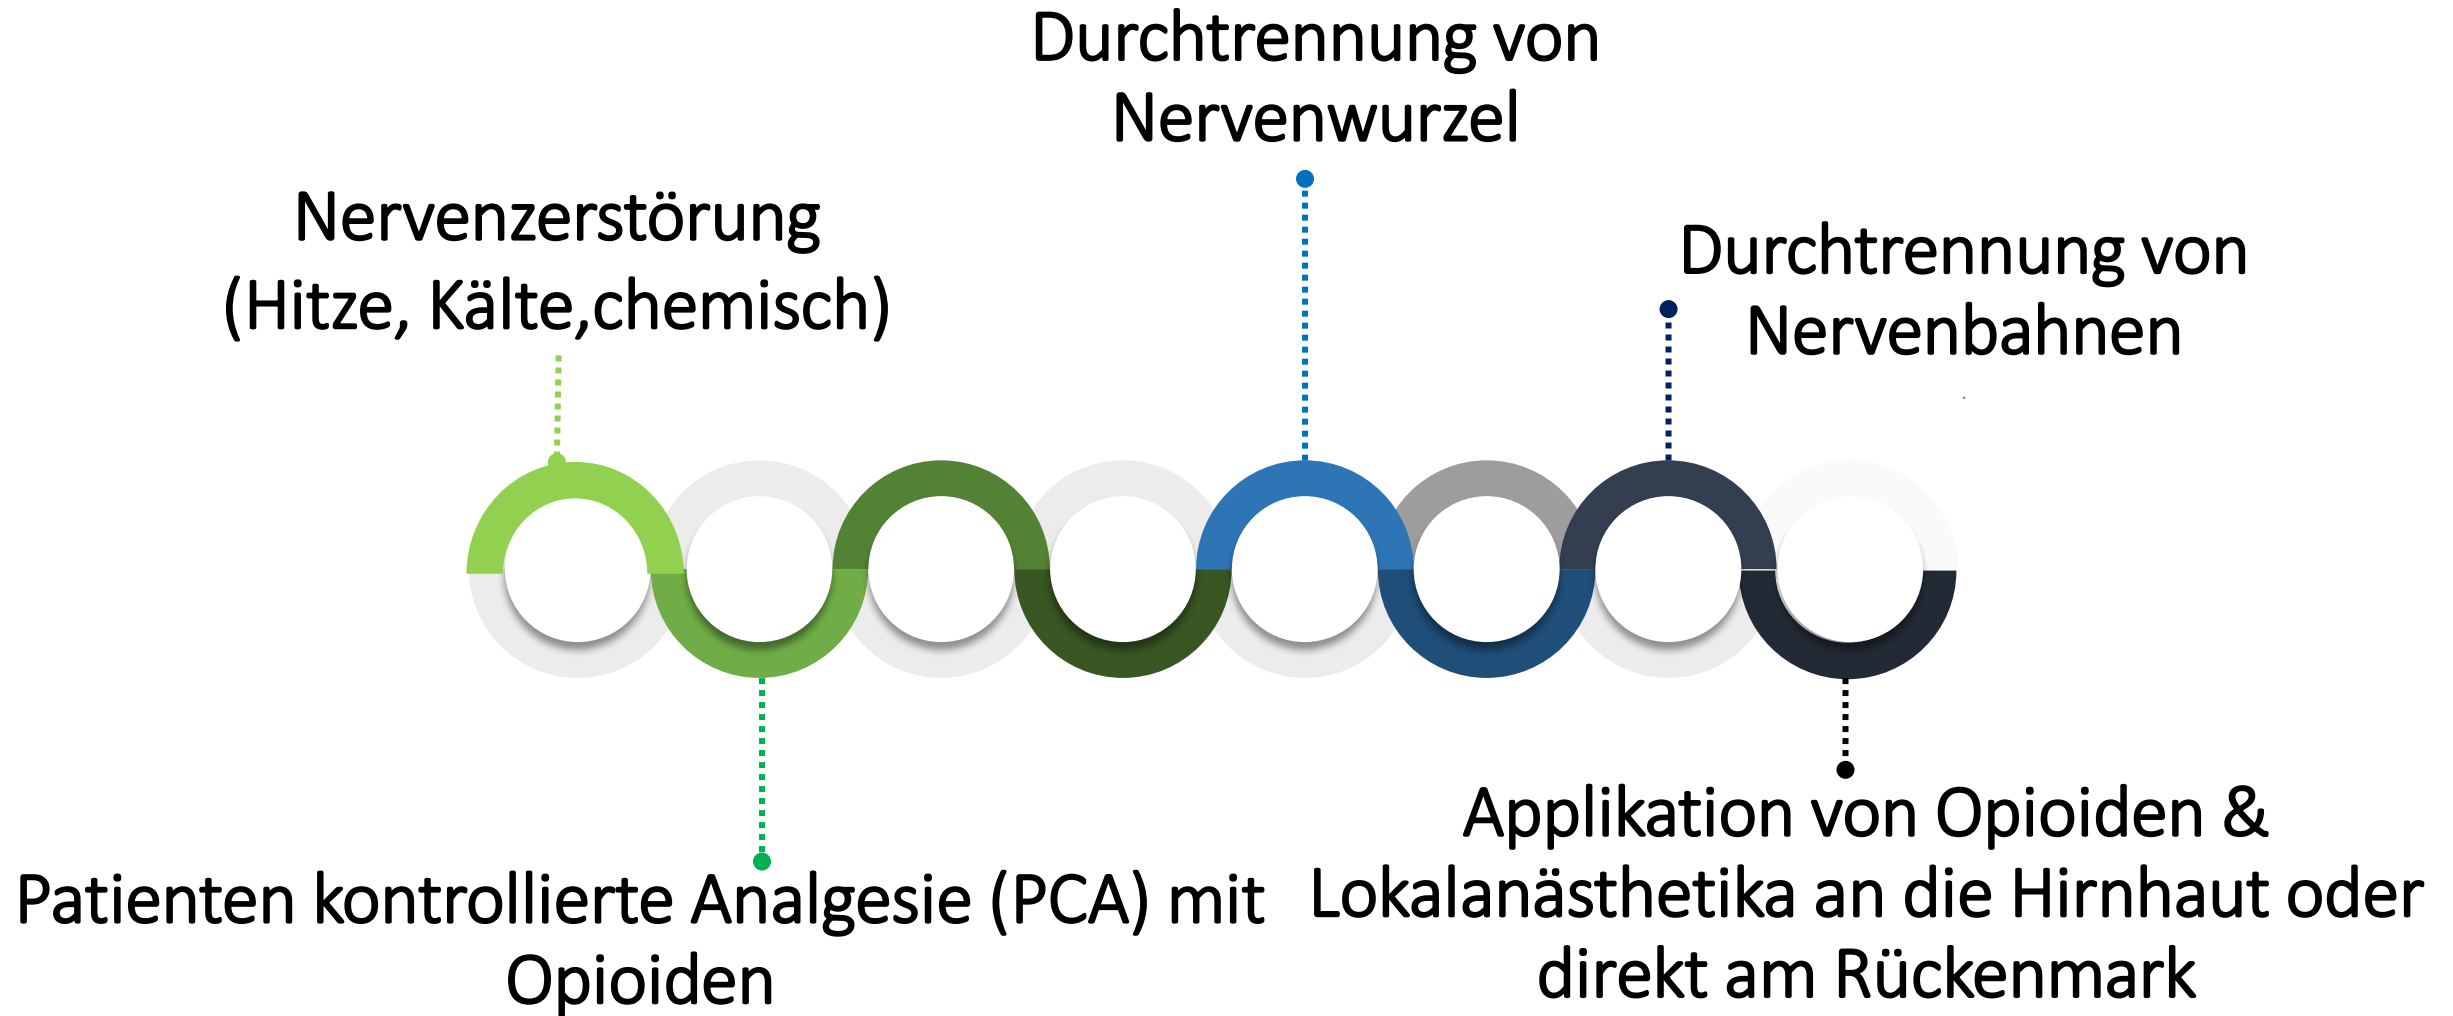 Durchtrennung von
Nervenwurzel
Nervenzerstörung
(Hitze, Kälte,chemisch)
Durchtrennung von
Nervenbahnen
Patienten kontrollierte Analgesie (PCA) mit
Opioiden
Applikation von Opioiden &
Lokalanästhetika an die Hirnhaut oder
direkt am Rückenmark